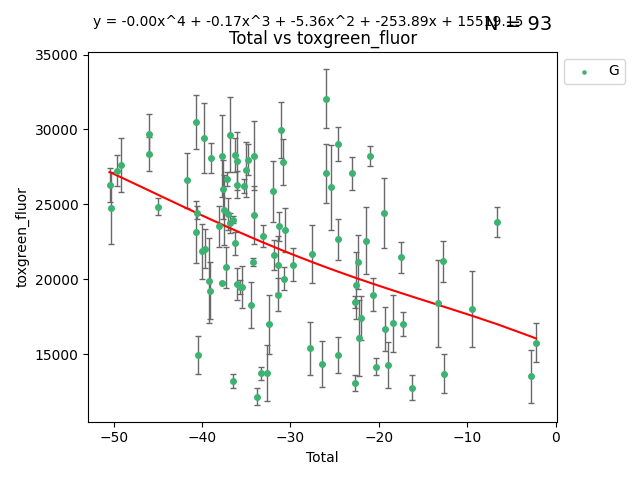 y = -0.00x^4 + -0.17x^3 + -5.36x^2 + -253.89x + 15519.15
N = 93
Total vs toxgreen_fluor
G
35000
30000
25000
20000
15000
toxgreen_fluor
−50 −40 −30 −20 −10 0
Total